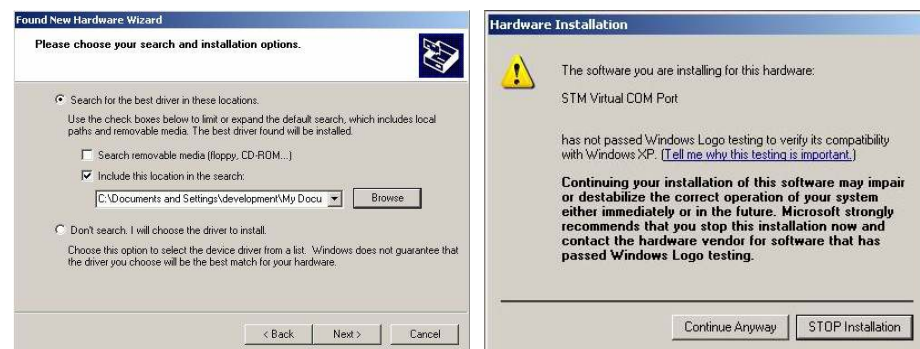 Found New Hardware Wizard
Please choose your search and installation options.
Search for the best driver in these locations.
Use the check boxes below to limit or expand the default search, which includes local
paths and removable media. The best driver found will be installed.
Search removable media (floppy, CD-ROM...)
Include this location in the search:
C:\Documents and Settings\development\My Docu
Browse
Don't search. I will choose the driver to install.
Choose this option to select the device driver from a list. Windows does not guarantee that
the driver you choose will be the best match for your hardware.
< Back
Next >
Cancel
Hardware Installation
The software you are installing for this hardware:
STM Virtual COM Port
has not passed Windows Logo testing to verify its compatibility
with Windows XP. (Tell me why this testing is important.)
Continuing your installation of this software may impair
or destabilize the correct operation of your system
either immediately or in the future. Microsoft strongly
recommends that you stop this installation now and
contact the hardware vendor for software that has
passed Windows Logo testing.
Continue Anyway
STOP Installation